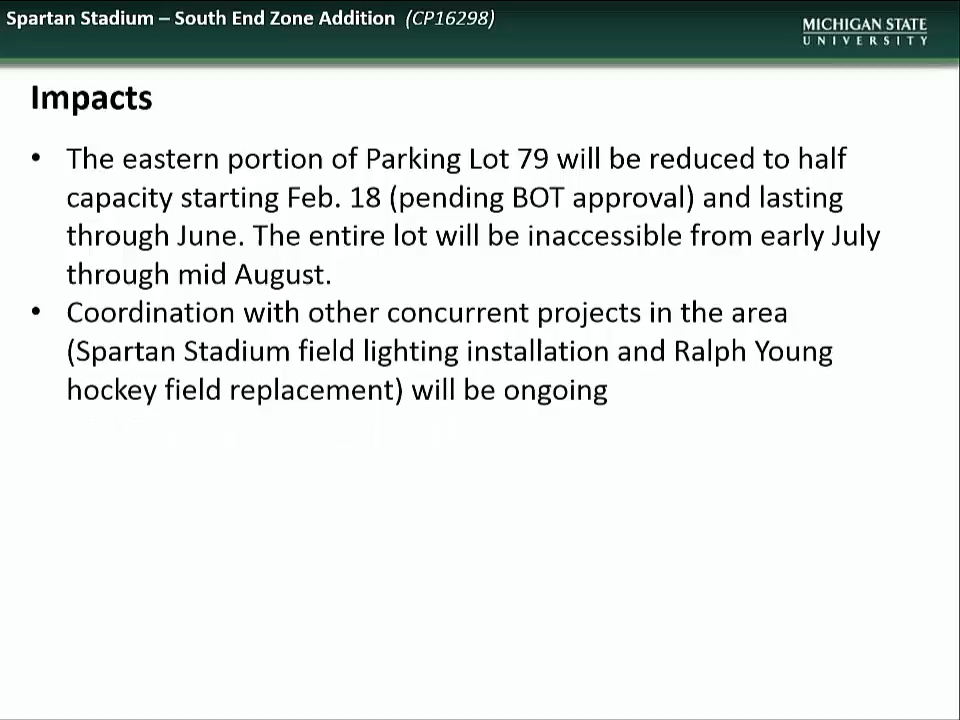 Spartan Stadium – South End Zone Addition (CP16298)
MICHIGAN STATE
UNIVERSITY
Impacts
• The eastern portion of Parking Lot 79 will be reduced to half
capacity starting Feb. 18 (pending BOT approval) and lasting
through June. The entire lot will be inaccessible from early July
through mid August.
• Coordination with other concurrent projects in the area
(Spartan Stadium field lighting installation and Ralph Young
hockey field replacement) will be ongoing